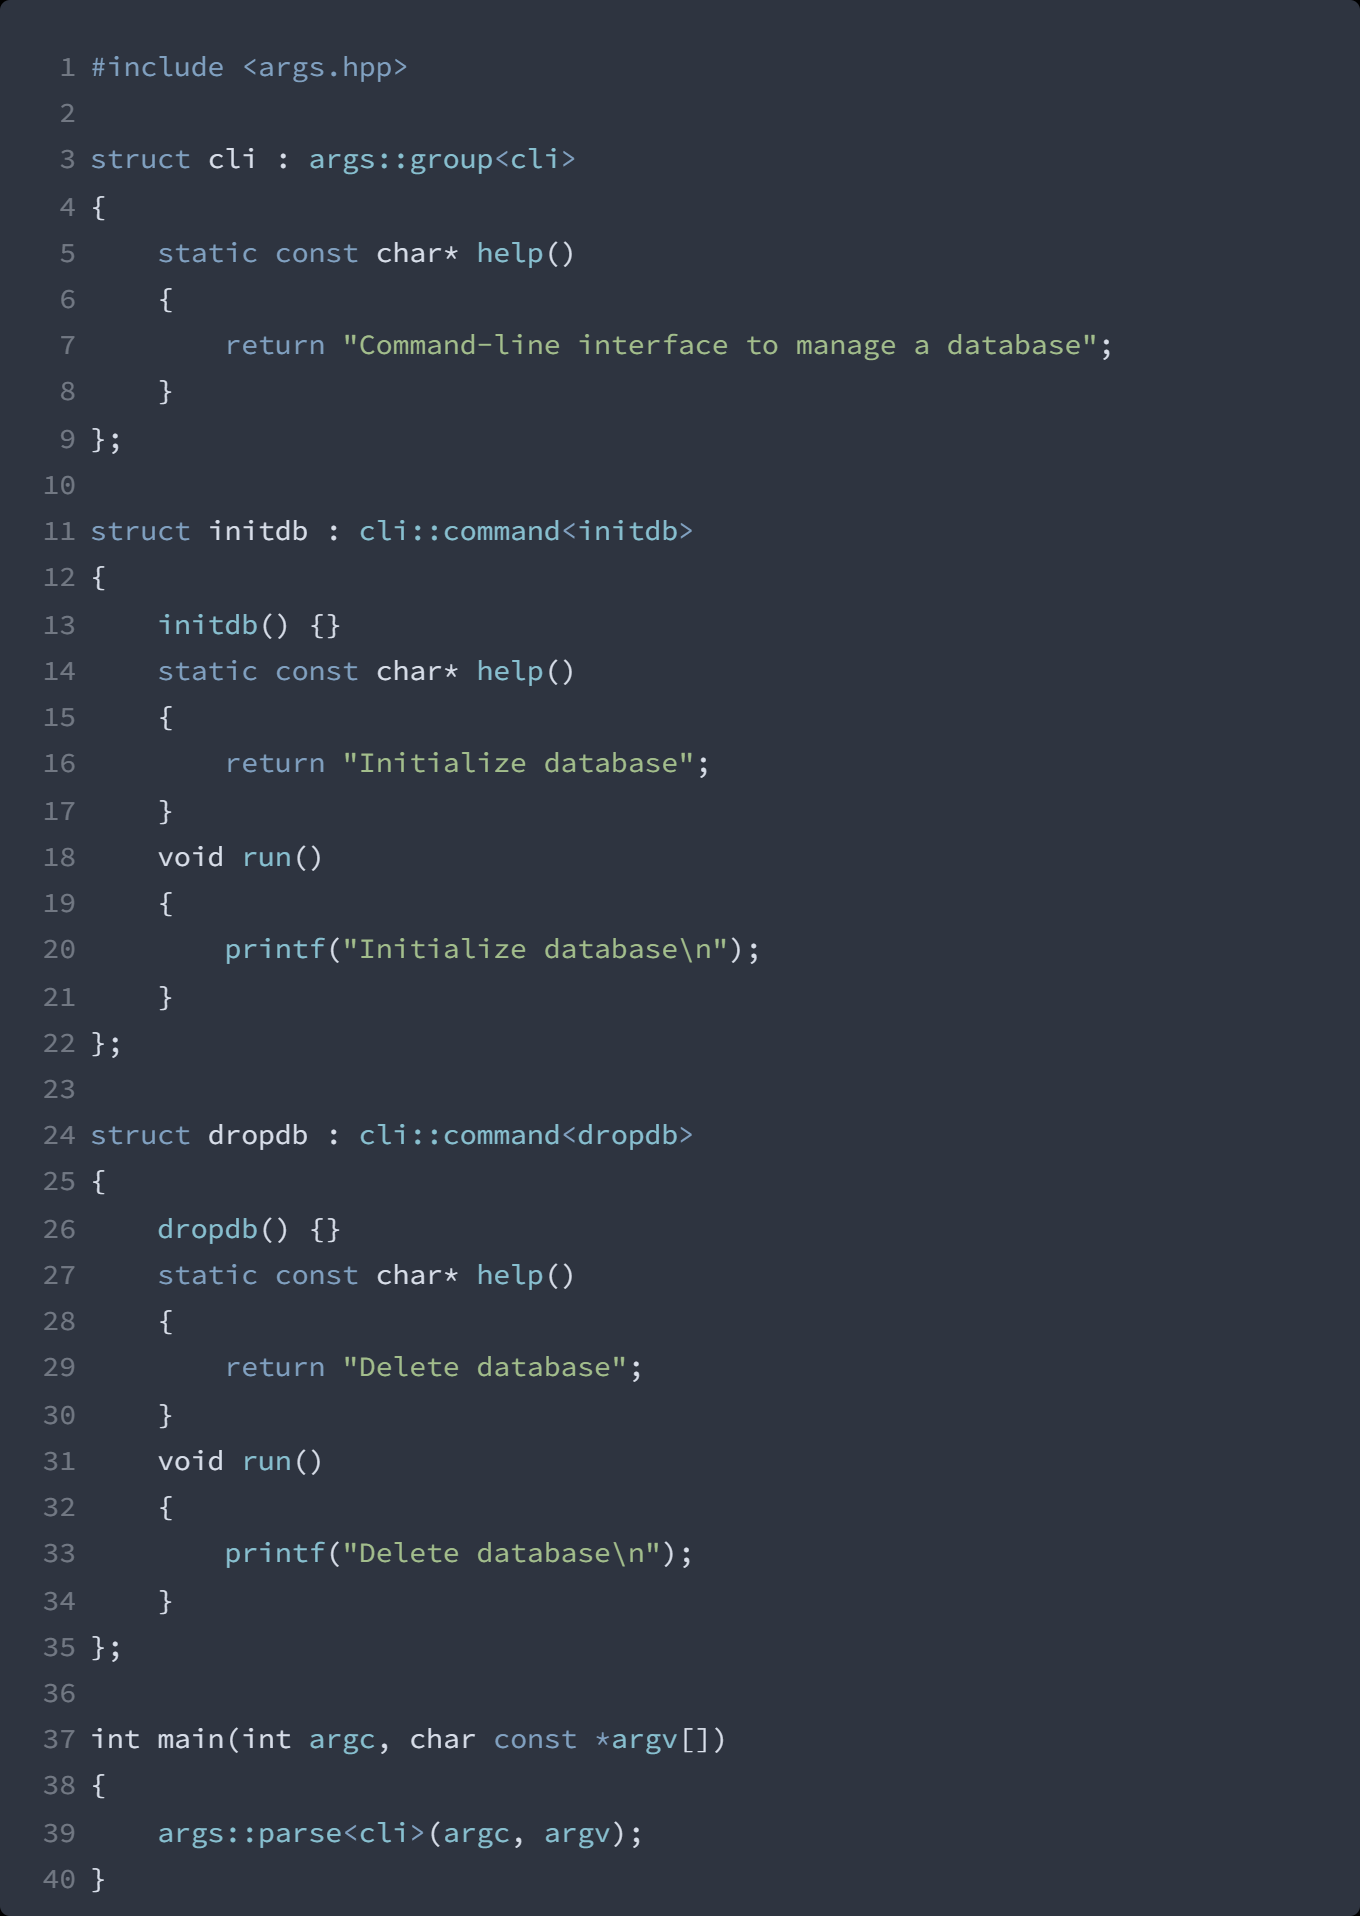 1 #include <args.hpp>
2
3 struct cli : args::group<cli>
4 {
5     static const char* help()
6     {
7         return "Command-line interface to manage a database";
8     }
9 };
10
11 struct initdb : cli::command<initdb>
12 {
13     initdb() {}
14     static const char* help()
15     {
16         return "Initialize database";
17     }
18     void run()
19     {
20         printf("Initialize database\n");
21     }
22 };
23
24 struct dropdb : cli::command<dropdb>
25 {
26     dropdb() {}
27     static const char* help()
28     {
29         return "Delete database";
30     }
31     void run()
32     {
33         printf("Delete database\n");
34     }
35 };
36
37 int main(int argc, char const *argv[])
38 {
39     args::parse<cli>(argc, argv);
40 }